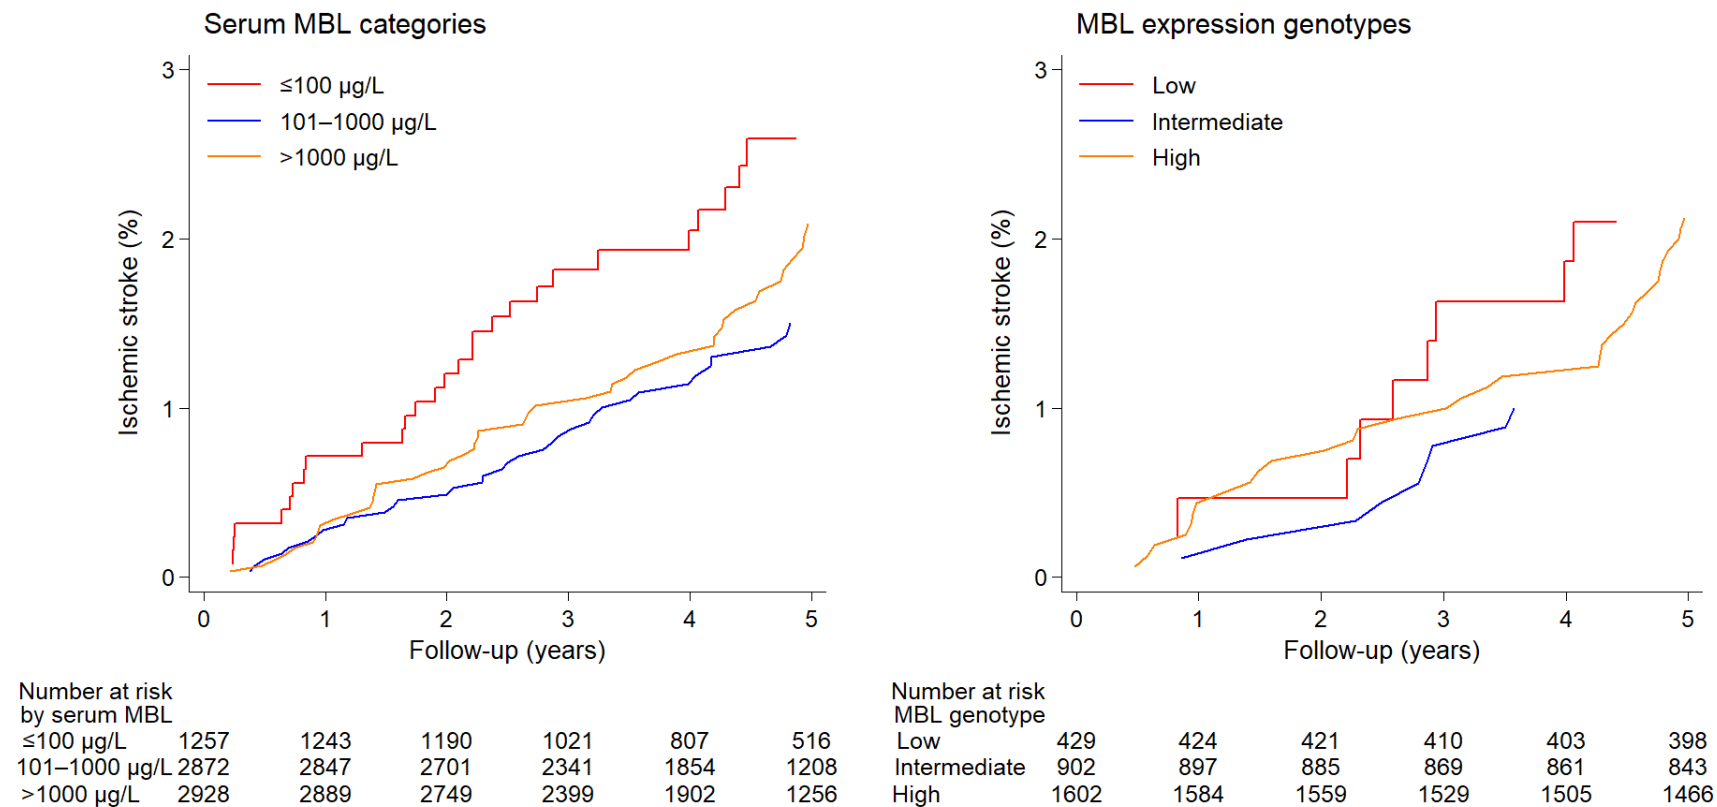 Serum MBL categories
3
≤100 µg/L
101–1000 µg/L
>1000 µg/L
2
1
0
Ischemic stroke (%)
0 1 2 3 4 5
Follow-up (years)
Number at risk
by serum MBL
≤100 µg/L 1257 1243 1190 1021 807 516
101–1000 µg/L 2872 2847 2701 2341 1854 1208
>1000 µg/L 2928 2889 2749 2399 1902 1256
MBL expression genotypes
3
Low
Intermediate
High
2
1
0
Ischemic stroke (%)
0 1 2 3 4 5
Follow-up (years)
Number at risk
MBL genotype
Low 429 424 421 410 403 398
Intermediate 902 897 885 869 861 843
High 1602 1584 1559 1529 1505 1466